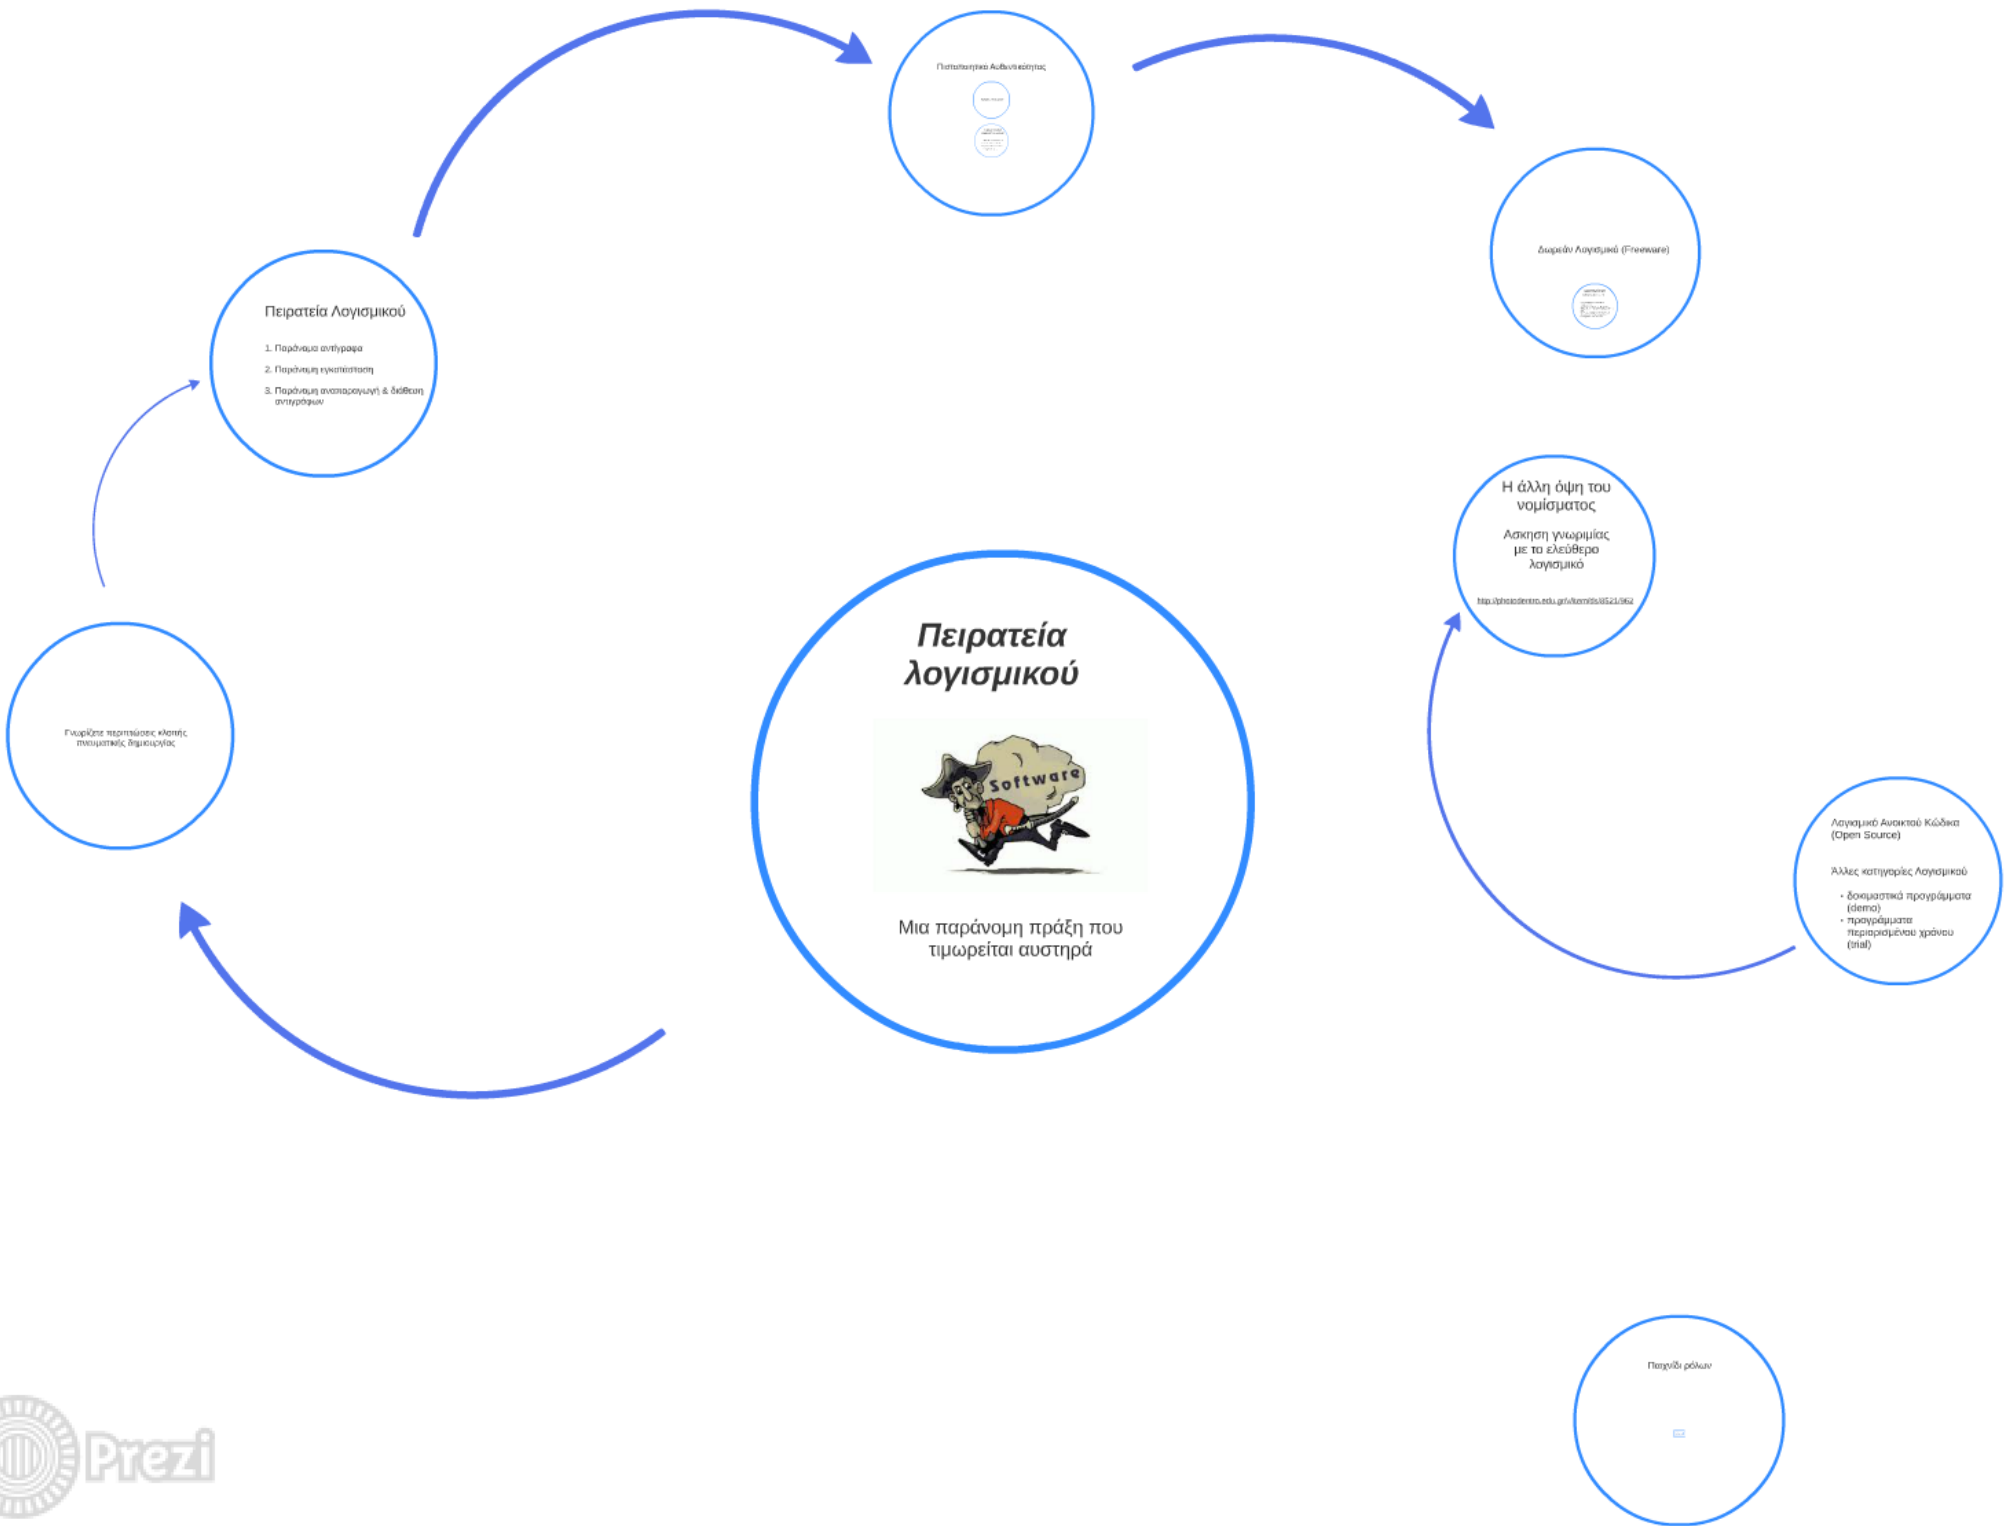 Πειρατεία
λογισμικού
Software
Μια παράνομη πράξη που
τιμωρείται αυστηρά
Γνωρίζετε περιπτώσεις κλοπής
πνευματικής δημιουργίας
Πειρατεία Λογισμικού
1. Παράνομα αντίγραφα
2. Παράνομη εγκατάσταση
3. Παράνομη αναπαραγωγή & διάθεση
αντιγράφων
Πιστοποιητικά Αυθεντικότητας
Δωρεάν Λογισμικό (Freeware)
Η άλλη όψη του
νομίσματος
Ασκηση γνωριμίας
με το ελεύθερο
λογισμικό
Λογισμικό Ανοικτού Κώδικα
(Open Source)
Άλλες κατηγορίες Λογισμικού
• δοκιμαστικά προγράμματα
(demo)
• προγράμματα
περιορισμένου χρόνου
(trial)
Παιχνίδι ρόλων
Prezi